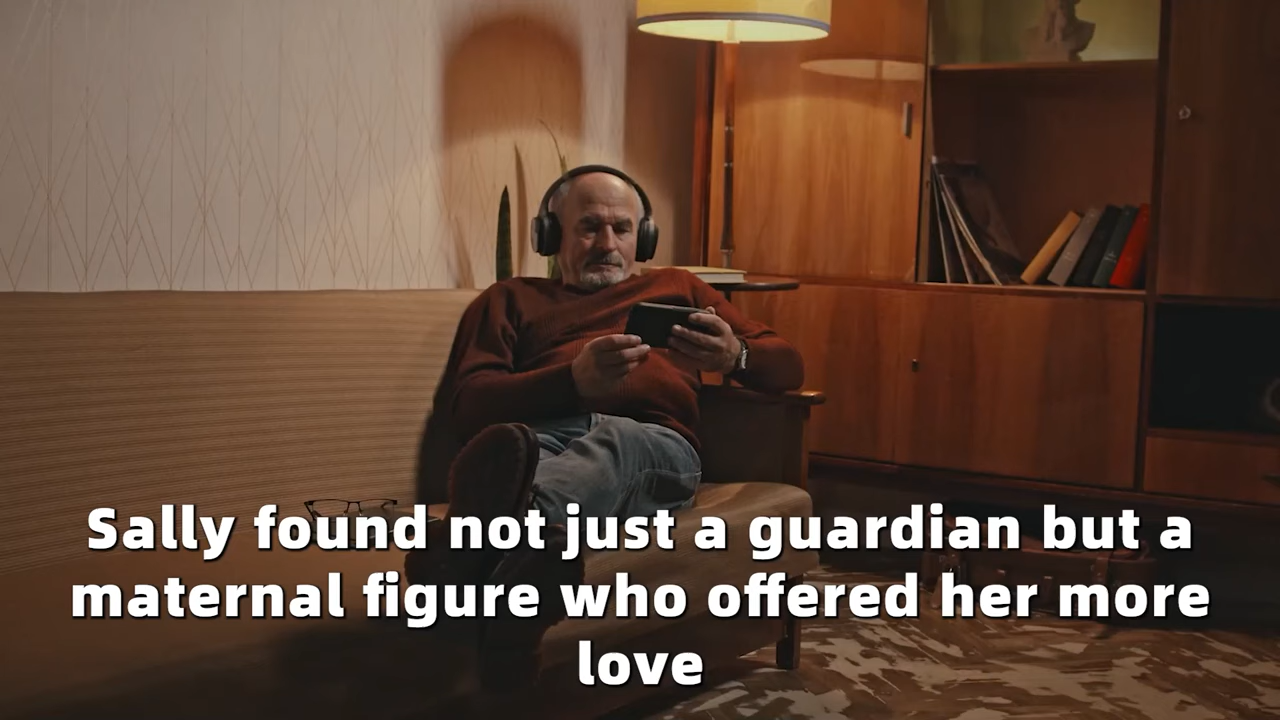 Sally found not just a guardian but a
maternal figure who offered her more
love